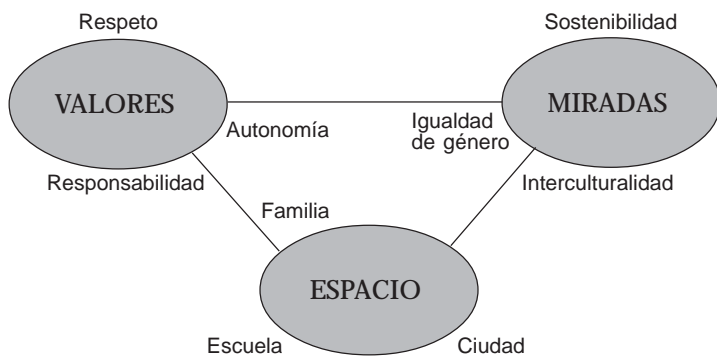 Respeto
Sostenibilidad
VALORES
MIRADAS
Autonomía
Igualdad
de género
Responsabilidad
Interculturalidad
Familia
ESPACIO
Escuela
Ciudad